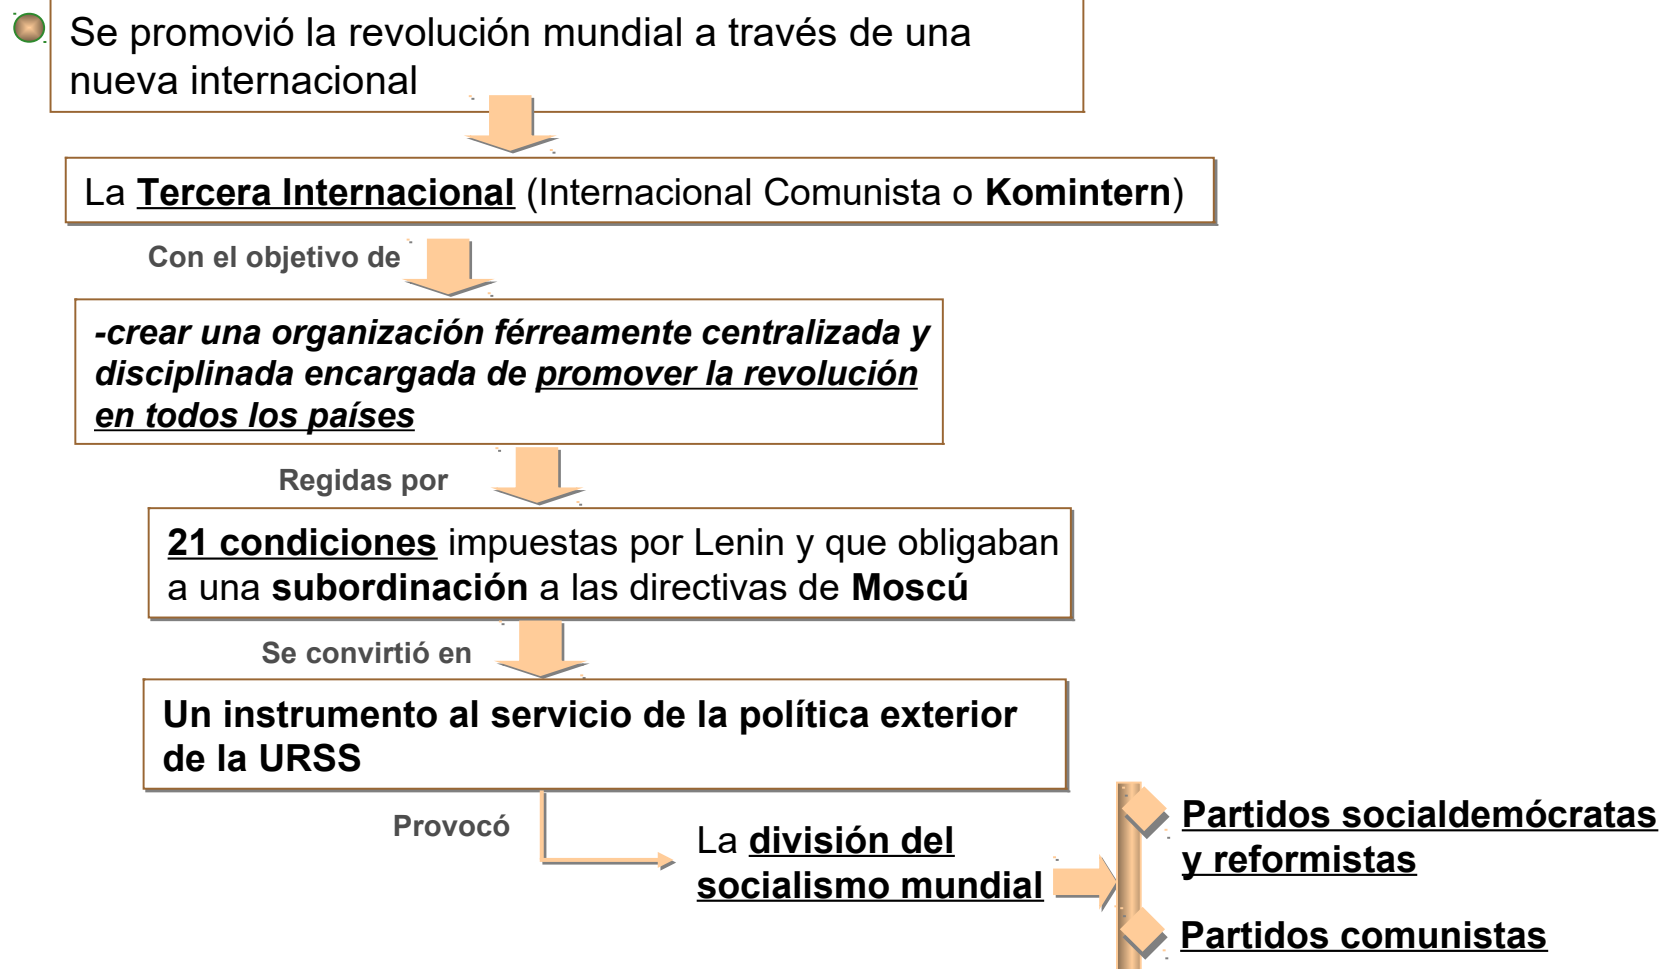 Se promovió la revolución mundial a través de una
nueva internacional
La Tercera Internacional (Internacional Comunista o Komintern)
Con el objetivo de
-crear una organización férreamente centralizada y
disciplinada encargada de promover la revolución
en todos los países
Regidas por
21 condiciones impuestas por Lenin y que obligaban
a una subordinación a las directivas de Moscú
Se convirtió en
Un instrumento al servicio de la política exterior
de la URSS
Provocó
La división del
socialismo mundial
Partidos socialdemócratas
y reformistas
Partidos comunistas